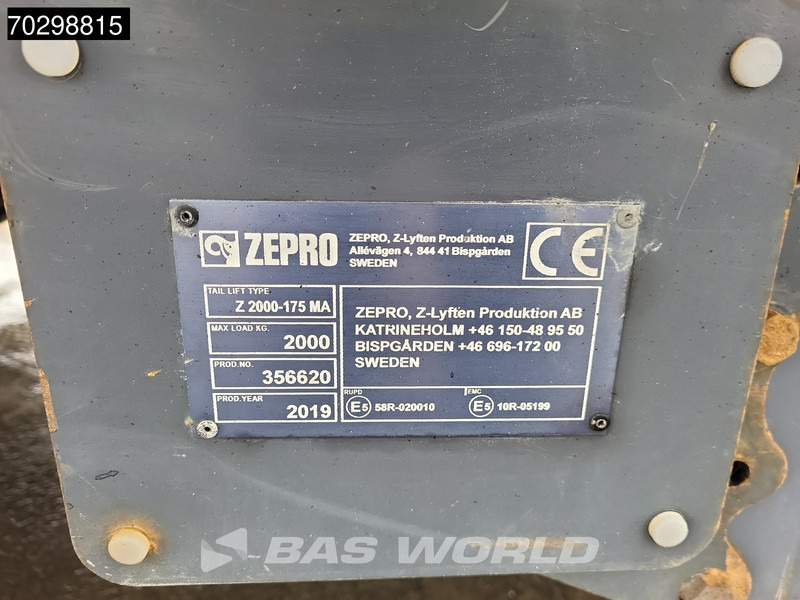 70298815
ZEPRO
ZEPRO, Z-Lyften Produktion AB
Allévägen 4, 844 41 Bispgården
SWEDEN
CE
TAIL LIFT TYPE
Z 2000-175 MA
MAX LOAD KG.
2000
PROD.NO.
356620
PROD.YEAR
2019
ZEPRO, Z-Lyften Produktion AB
KATRINEHOLM +46 150-48 95 50
BISPGÅRDEN +46 696-172 00
SWEDEN
RUPD
E5 58R-020010
EMC
E5 10R-05199
BAS WORLD